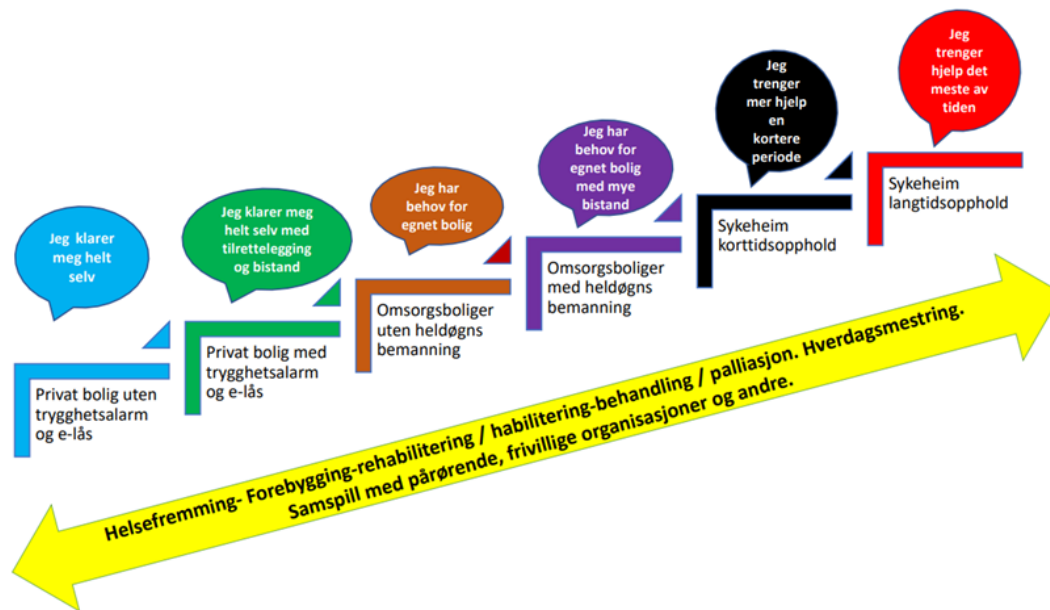 Jeg klarer
meg helt
selv
Privat bolig uten
trygghetsalarm
og e-lås
Jeg klarer meg
helt selv med
tilrettelegging
og bistand
Privat bolig med
trygghetsalarm
og e-lås
Jeg har
behov for
egnet bolig
Omsorgsboliger
uten heldøgns
bemanning
Jeg har
behov for
egnet bolig
med mye
bistand
Omsorgsboliger
med heldøgns
bemanning
Jeg
trenger
mer hjelp
en
kortere
periode
Sykeheim
korttidsopphold
Jeg
trenger
hjelp det
meste av
tiden
Sykeheim
langtidsopphold
Helsefremming- Forebygging-rehabilitering / habilitering-behandling / palliasjon. Hverdagsmestring.
Samspill med pårørende, frivillige organisasjoner og andre.